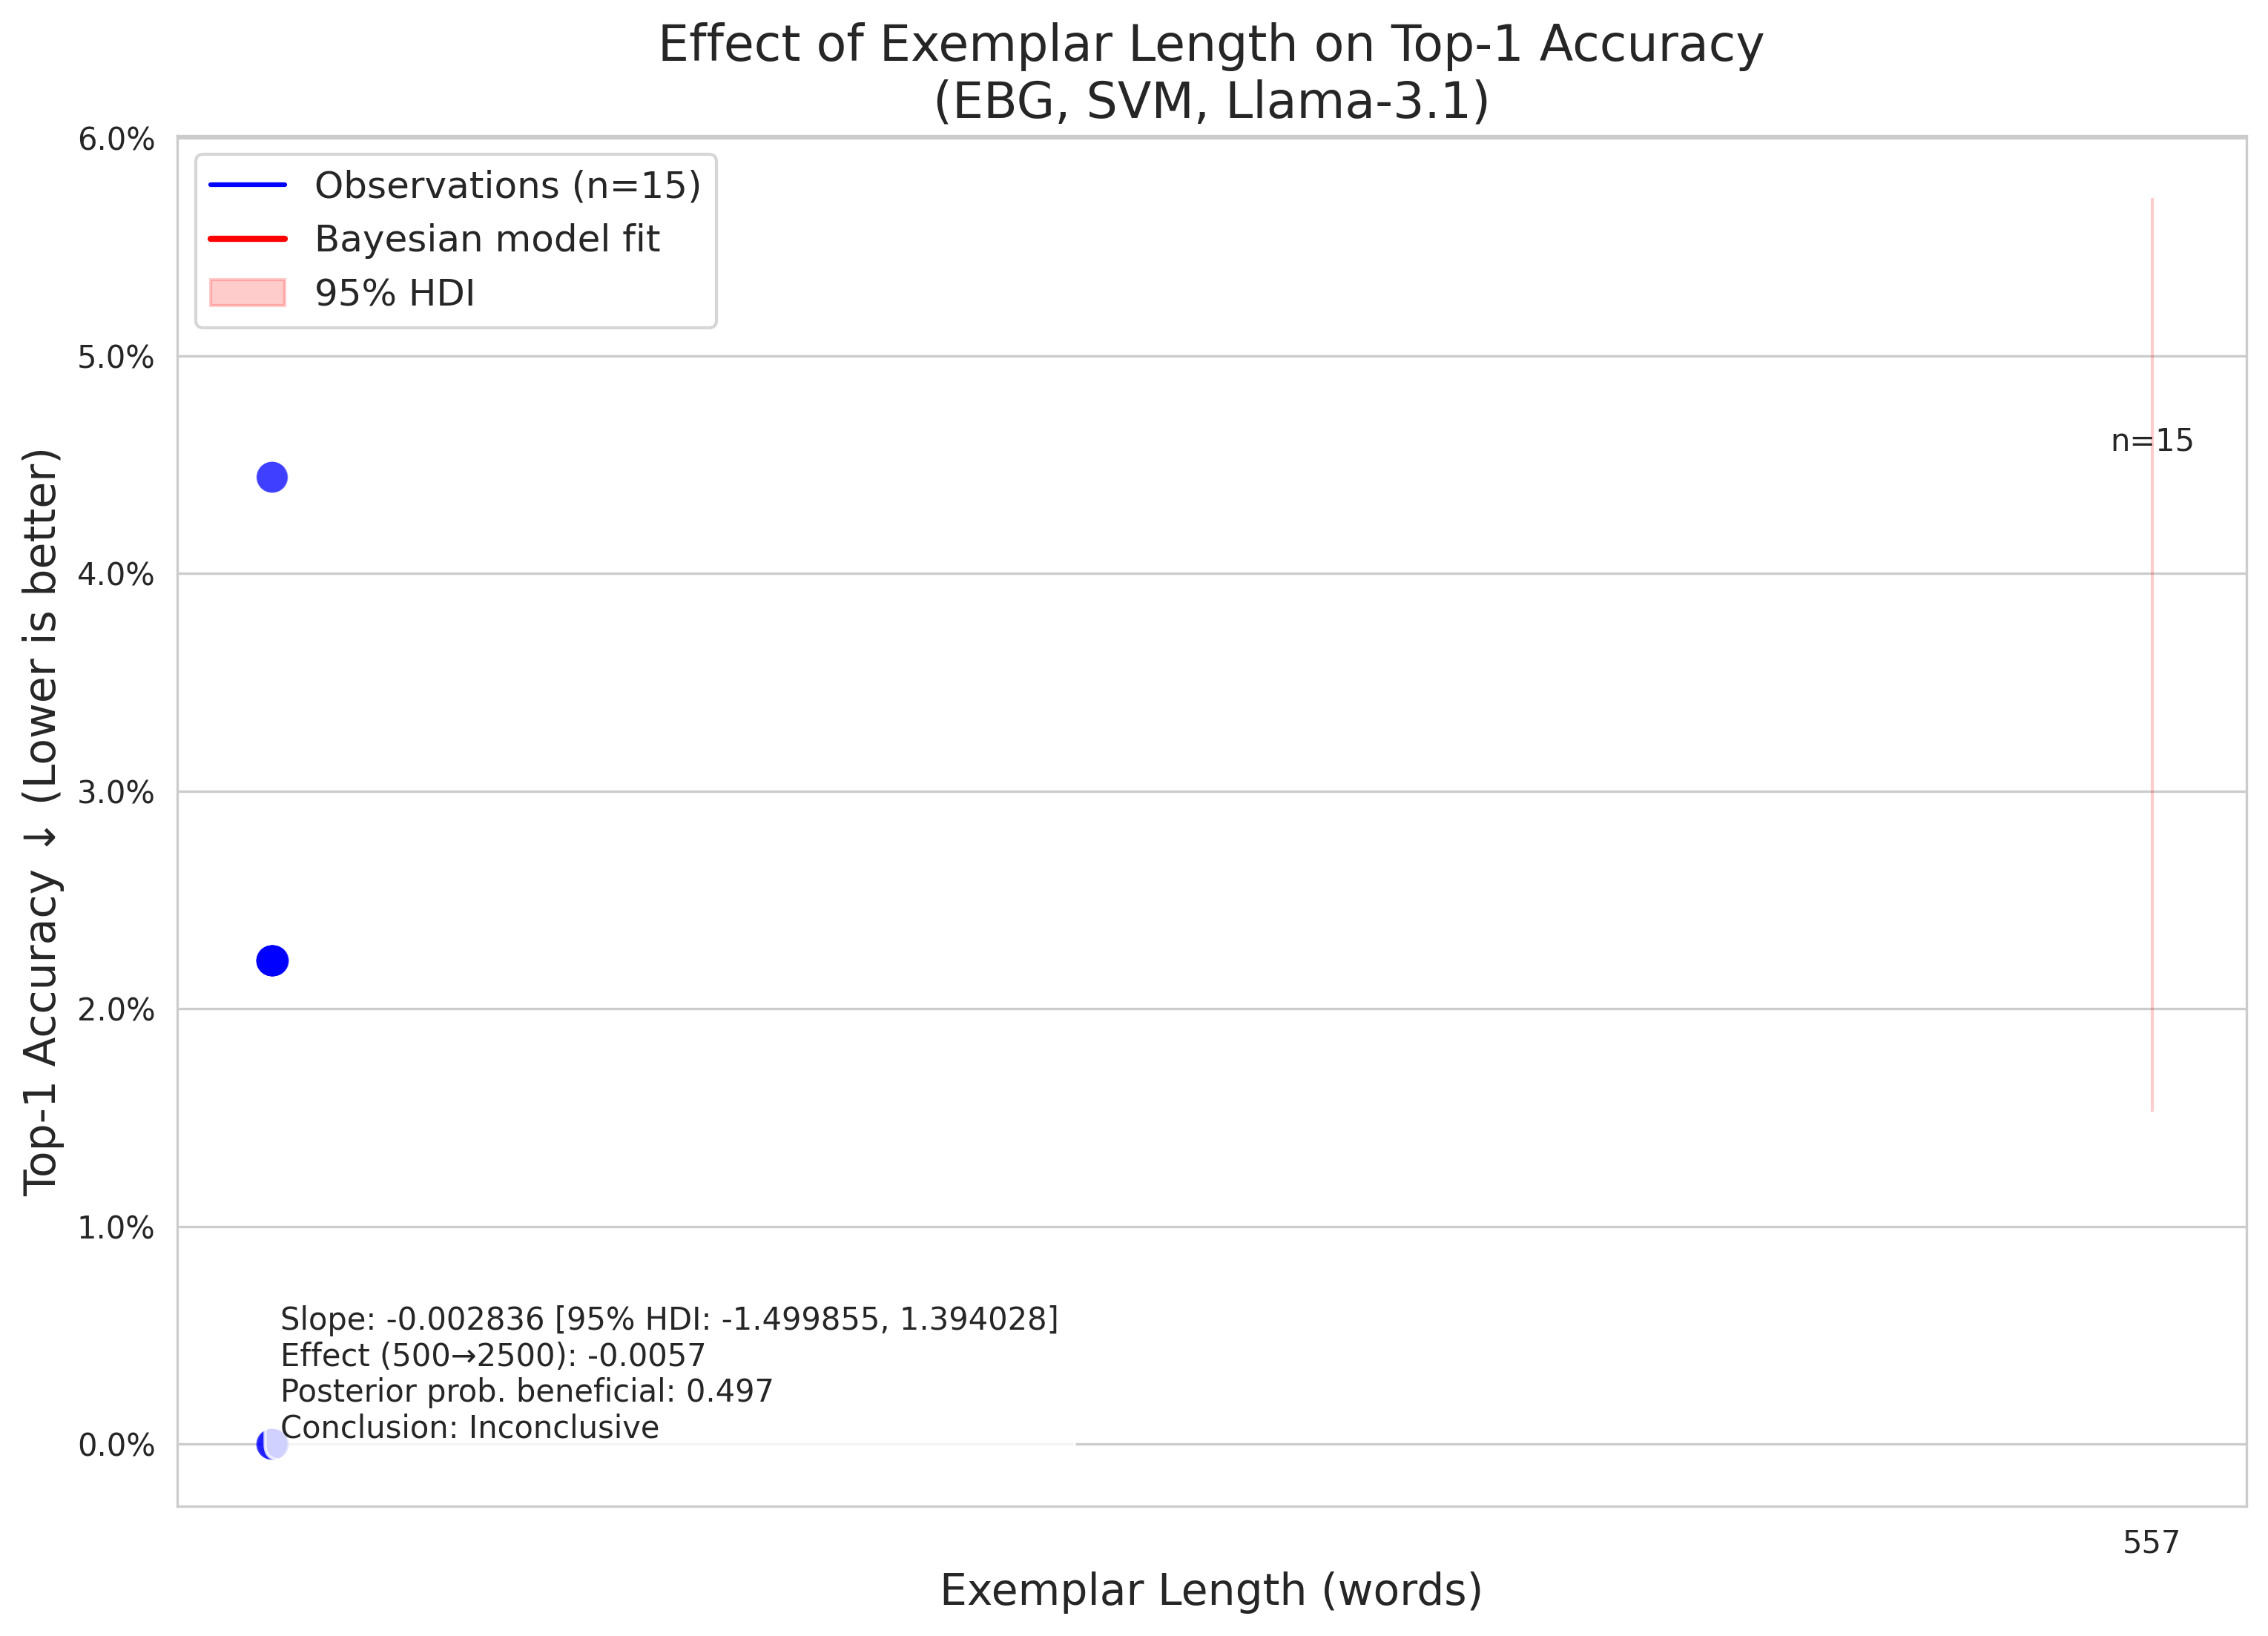 Effect of Exemplar Length on Top-1 Accuracy
(EBG, SVM, Llama-3.1)
6.0%
5.0%
4.0%
3.0%
2.0%
1.0%
0.0%
Top-1 Accuracy ↓ (Lower is better)
Observations (n=15)
Bayesian model fit
95% HDI
n=15
Slope: -0.002836 [95% HDI: -1.499855, 1.394028]
Effect (500→2500): -0.0057
Posterior prob. beneficial: 0.497
Conclusion: Inconclusive
557
Exemplar Length (words)